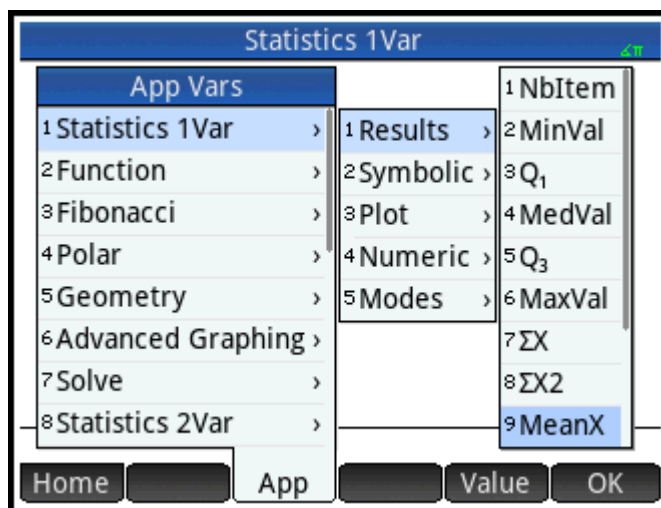 Statistics 1Var
∡π
App Vars
1 Statistics 1Var ›
2 Function ›
3 Fibonacci ›
4 Polar ›
5 Geometry ›
6 Advanced Graphing ›
7 Solve ›
8 Statistics 2Var ›
1 Results ›
2 Symbolic ›
3 Plot ›
4 Numeric ›
5 Modes ›
1 NbItem
2 MinVal
3 Q₁
4 MedVal
5 Q₃
6 MaxVal
7 ΣX
8 ΣX2
9 MeanX
Home App Value OK